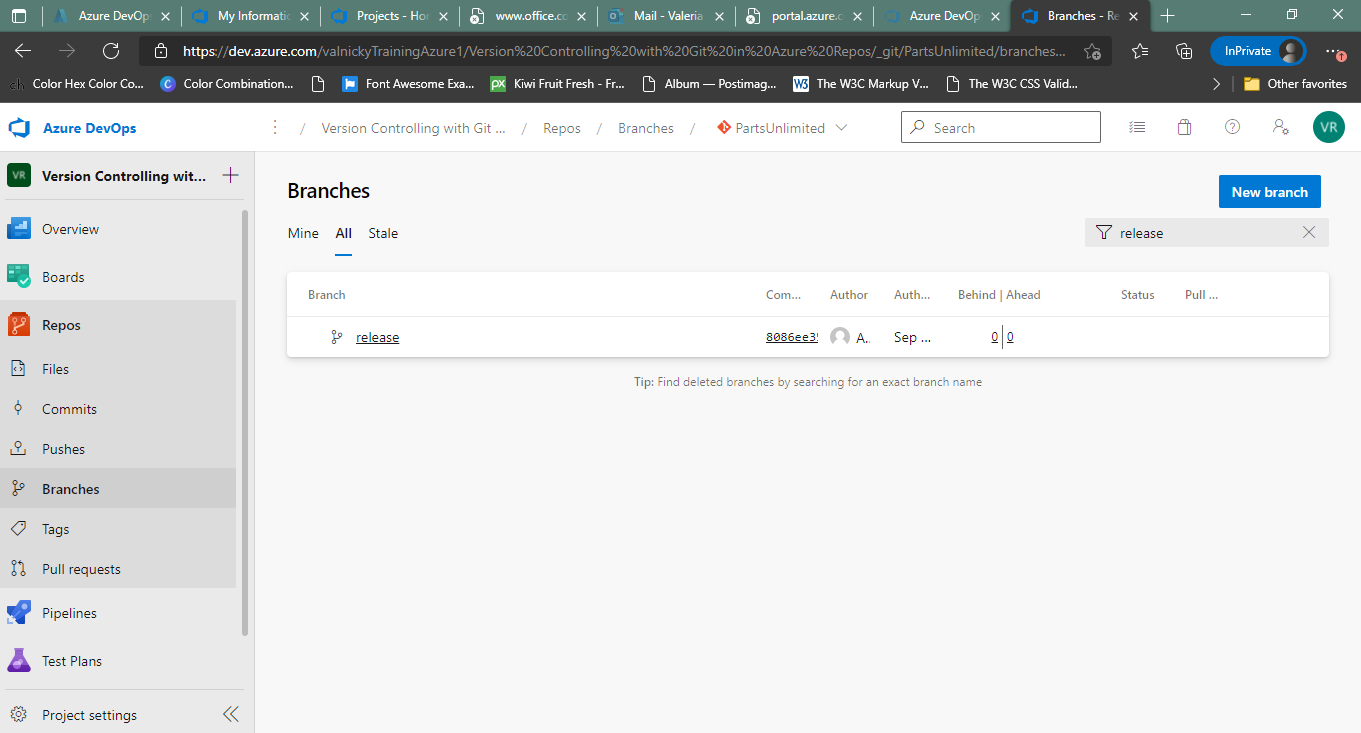 Azure DevOp
My Informati
Projects - Ho
www.office.co
Mail - Valeria
portal.azure.c
Azure DevOp
Branches - Re
https://dev.azure.com/valnickyTrainingAzure1/Version%20Controlling%20with%20Git%20in%20Azure%20Repos/_git/PartsUnlimited/branches...
InPrivate
Color Hex Color Co...
Color Combination...
Font Awesome Exa...
Kiwi Fruit Fresh - Fr...
Album — Postimag...
The W3C Markup V...
The W3C CSS Valid...
Other favorites
Azure DevOps
/ Version Controlling with Git ... / Repos / Branches / PartsUnlimited
Search
VR
VR
Version Controlling wit...
Branches
New branch
Mine All Stale
release
Overview
Boards
Repos
Files
Commits
Pushes
Branches
Tags
Pull requests
Pipelines
Test Plans
Project settings
Branch Com... Author Auth... Behind | Ahead Status Pull ...
release 8086ee3 A.. Sep ... 0 | 0
Tip: Find deleted branches by searching for an exact branch name